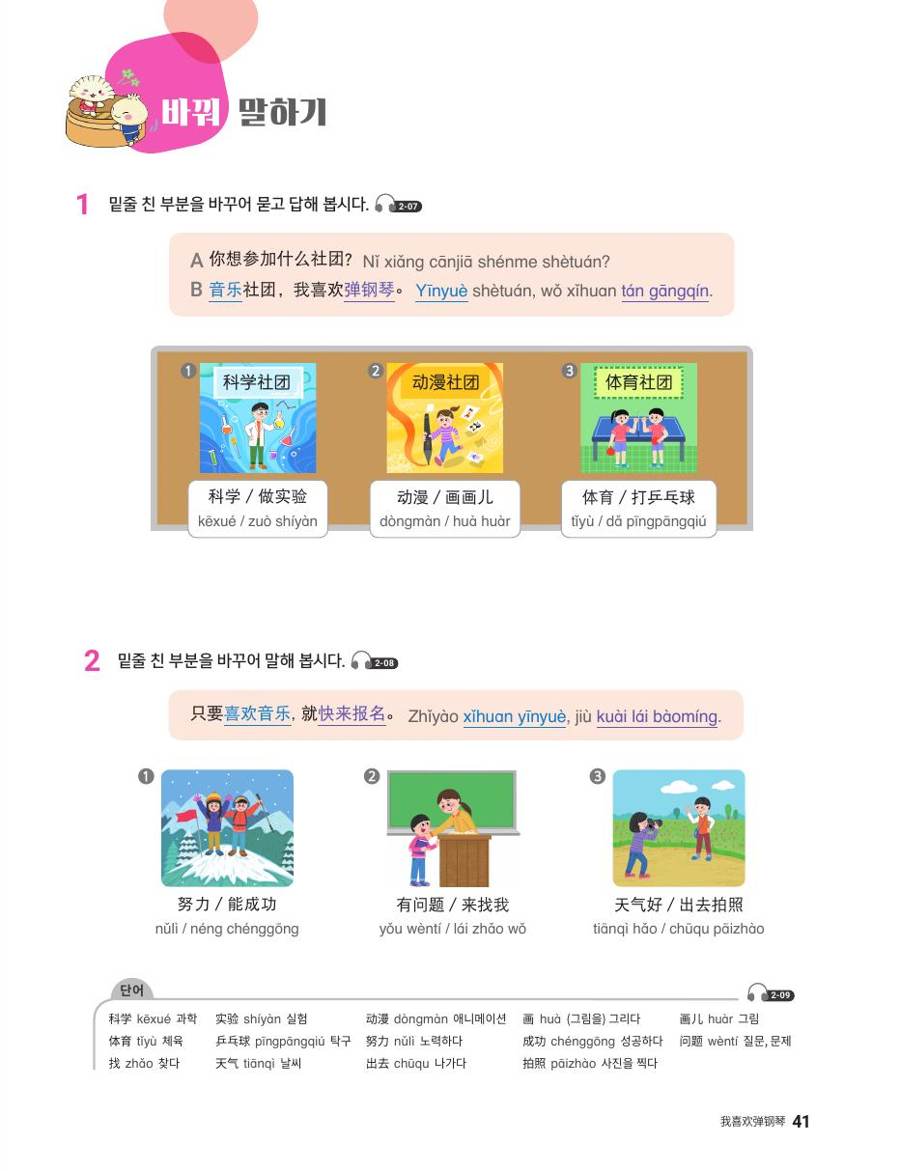 바꿔 말하기
1 밑줄 친 부분을 바꾸어 묻고 답해 봅시다. 2-07
A 你想参加什么社团? Nǐ xiǎng cānjiā shénme shètuán?
B 音乐社团, 我喜欢弹钢琴。 Yīnyuè shètuán, wǒ xǐhuan tán gāngqín.
1 科学社团
科学 / 做实验
kēxué / zuò shíyàn
2 动漫社团
动漫 / 画画儿
dòngmàn / huà huàr
3 体育社团
体育 / 打乒乓球
tǐyù / dǎ pīngpāngqiú
2 밑줄 친 부분을 바꾸어 말해 봅시다. 2-08
只要喜欢音乐, 就快来报名。 Zhǐyào xǐhuan yīnyuè, jiù kuài lái bàomíng.
1
努力 / 能成功
nǔlì / néng chénggōng
2
有问题 / 来找我
yǒu wèntí / lái zhǎo wǒ
3
天气好 / 出去拍照
tiānqì hǎo / chūqu pāizhào
단어 2-09
科学 kēxué 과학 实验 shíyàn 실험 动漫 dòngmàn 애니메이션 画 huà (그림을) 그리다 画儿 huàr 그림
体育 tǐyù 체육 乒乓球 pīngpāngqiú 탁구 努力 nǔlì 노력하다 成功 chénggōng 성공하다 问题 wèntí 질문, 문제
找 zhǎo 찾다 天气 tiānqì 날씨 出去 chūqu 나가다 拍照 pāizhào 사진을 찍다
我喜欢弹钢琴 41